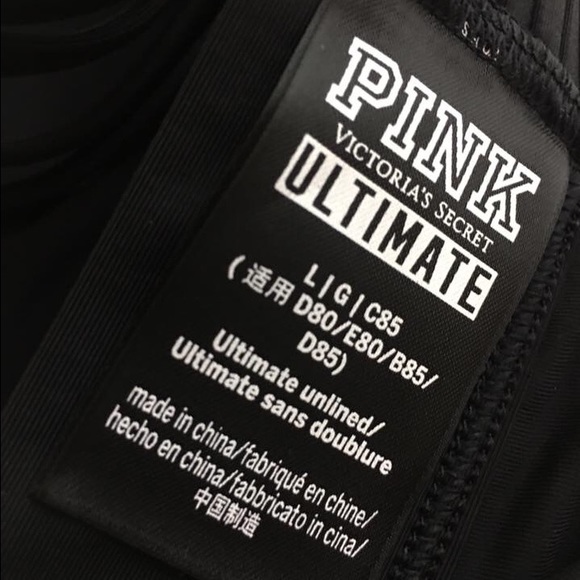 PINK
VICTORIA'S SECRET
ULTIMATE
L | G | C85
(适用 D80/E80/B85/
D85)
Ultimate unlined/
Ultimate sans doublure
made in china/fabriqué en chine/
hecho en china/fabbricato in cina/
中国制造